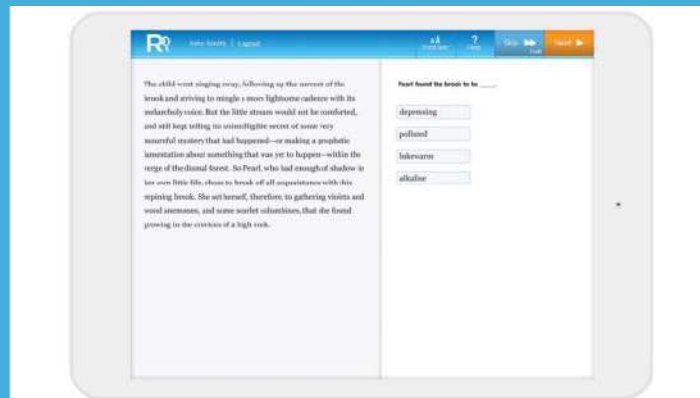 RI John Smith | Logout
AA
Font Size
?
Help
Skip
Next
The child went singing away, following up the current of the
brook and striving to mingle a more lightsome cadence with its
melancholy voice. But the little stream would not be comforted,
and still kept telling its unintelligible secret of some very
mournful mystery that had happened—or making a prophetic
lamentation about something that was yet to happen—within the
verge of the dismal forest. So Pearl, who had enough of shadow in
her own little life, chose to break off all acquaintance with this
repining brook. She set herself, therefore, to gathering violets and
wood anemones, and some scarlet columbines, that she found
growing in the crevices of a high rock.
Pearl found the brook to be ____.
depressing
polluted
lukewarm
alkaline